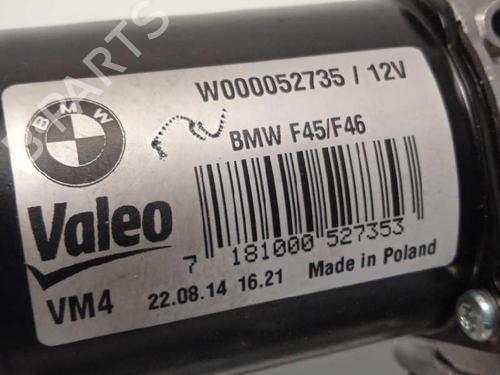 W000052735 / 12V
BMW
BMW F45/F46
Valeo
7 181000 527353
VM4
22.08.14 16.21
Made in Poland